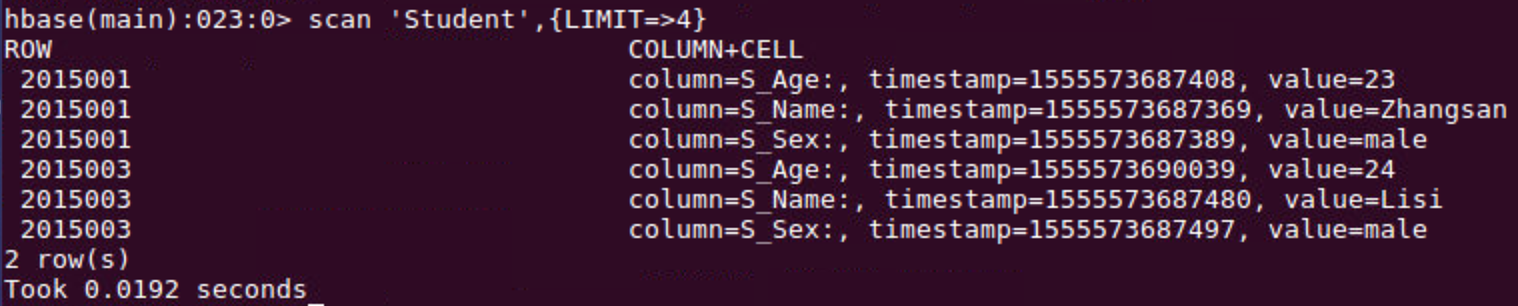 hbase(main):023:0> scan 'Student',{LIMIT=>4}
ROW COLUMN+CELL
2015001 column=S_Age:, timestamp=1555573687408, value=23
2015001 column=S_Name:, timestamp=1555573687369, value=Zhangsan
2015001 column=S_Sex:, timestamp=1555573687389, value=male
2015003 column=S_Age:, timestamp=1555573690039, value=24
2015003 column=S_Name:, timestamp=1555573687480, value=Lisi
2015003 column=S_Sex:, timestamp=1555573687497, value=male
2 row(s)
Took 0.0192 seconds